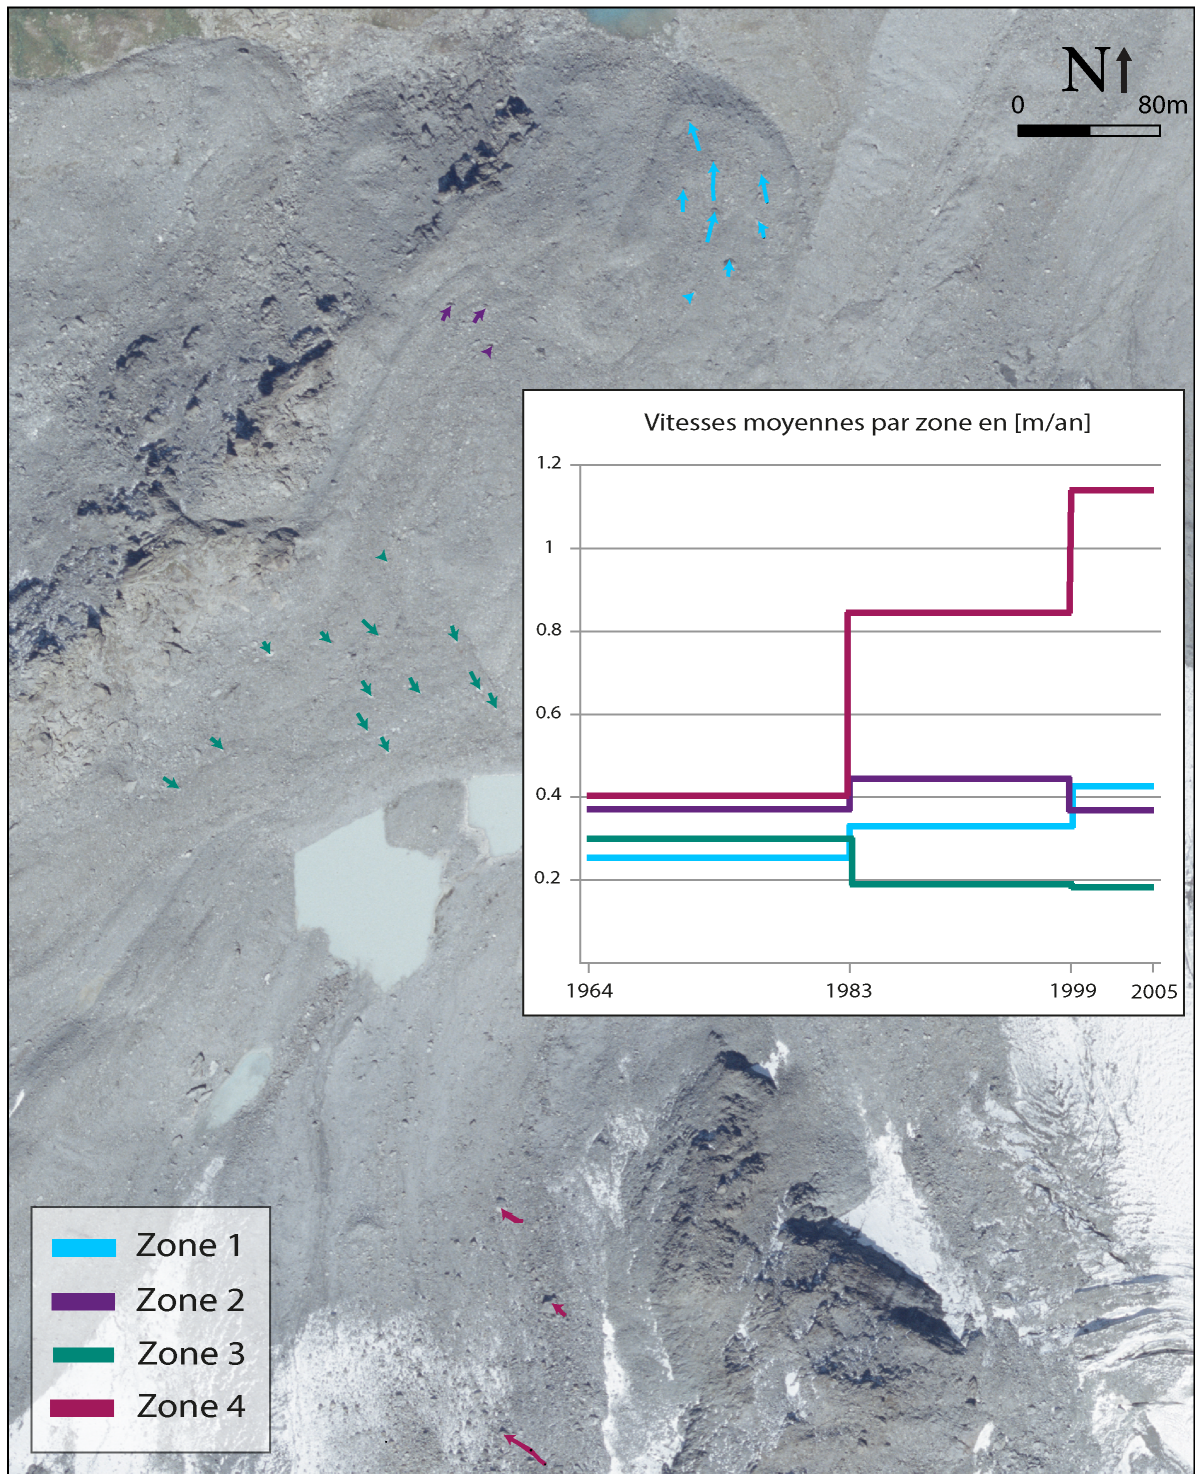 N
0 80m
Vitesses moyennes par zone en [m/an]
1.2
1
0.8
0.6
0.4
0.2
1964 1983 1999 2005
Zone 1
Zone 2
Zone 3
Zone 4